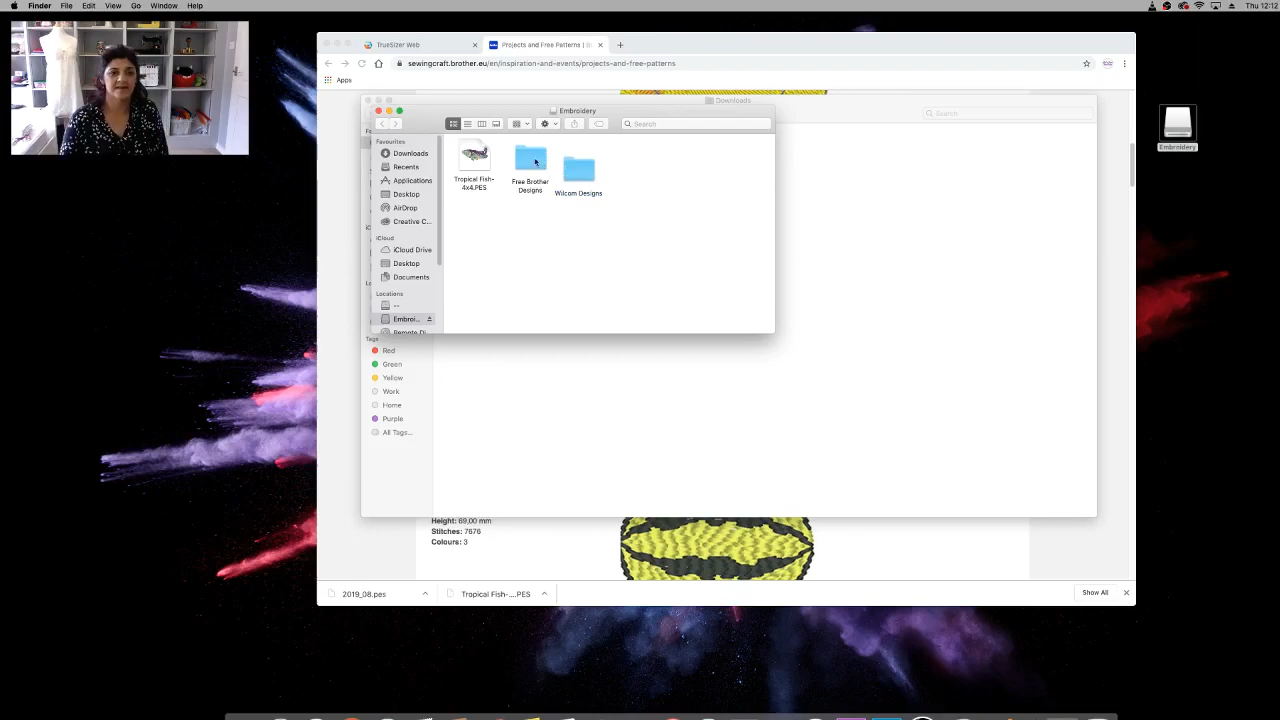 Finder File Edit View Go Window Help Thu 12:12
TrueSizer Web
Projects and Free Patterns | B
sewingcraft.brother.eu/en/inspiration-and-events/projects-and-free-patterns
Apps
Downloads
Search
Embroidery
Search
Favourites
Downloads
Recents
Applications
Desktop
AirDrop
Creative C...
iCloud
iCloud Drive
Desktop
Documents
Locations
--
Embroi...
Remote Di...
Tropical Fish-
4x4.PES
Free Brother
Designs
Wilcom Designs
Tags
Red
Green
Yellow
Work
Home
Purple
All Tags...
Embroidery
Height: 69,00 mm
Stitches: 7676
Colours: 3
2019_08.pes
Tropical Fish-....PES
Show All